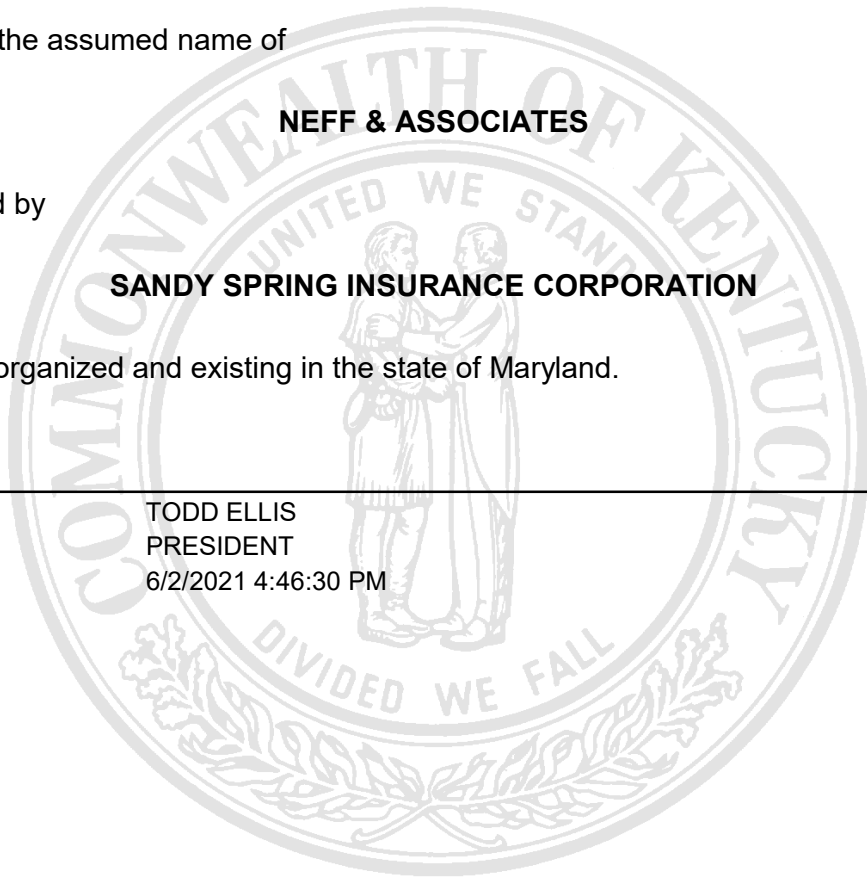 the assumed name of
NEFF & ASSOCIATES
d by
SANDY SPRING INSURANCE CORPORATION
organized and existing in the state of Maryland.
TODD ELLIS
PRESIDENT
6/2/2021 4:46:30 PM
COMMONWEALTH OF KENTUCKY
UNITED WE STAND
DIVIDED WE FALL